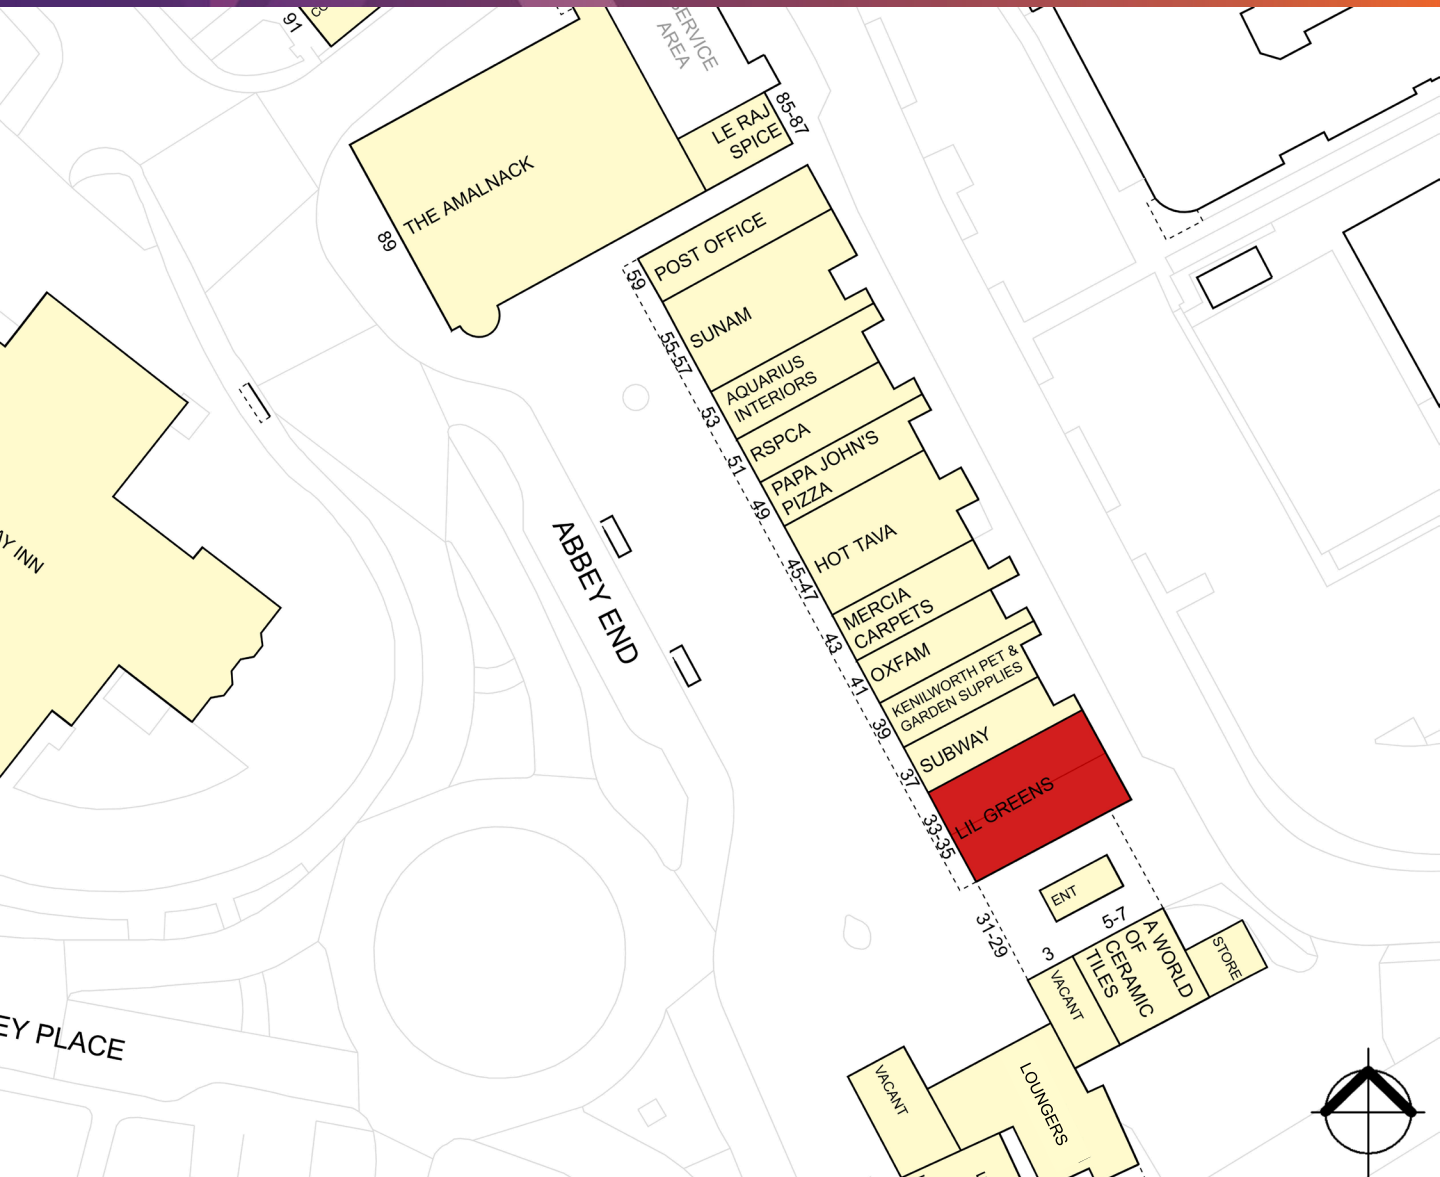 91
SERVICE
AREA
85-87
LE RAJ
SPICE
THE AMALNACK
89
POST OFFICE
59
SUNAM
55-57
AQUARIUS
INTERIORS
53
RSPCA
51
PAPA JOHN'S
PIZZA
49
HOT TAVA
45-47
MERCIA
CARPETS
43
OXFAM
41
KENILWORTH PET &
GARDEN SUPPLIES
39
SUBWAY
37
LIL GREENS
33-35
ABBEY END
AY INN
ENT
31-29
5-7
3
A WORLD
OF
CERAMIC
TILES
STORE
VACANT
EY PLACE
VACANT
LOUNGERS